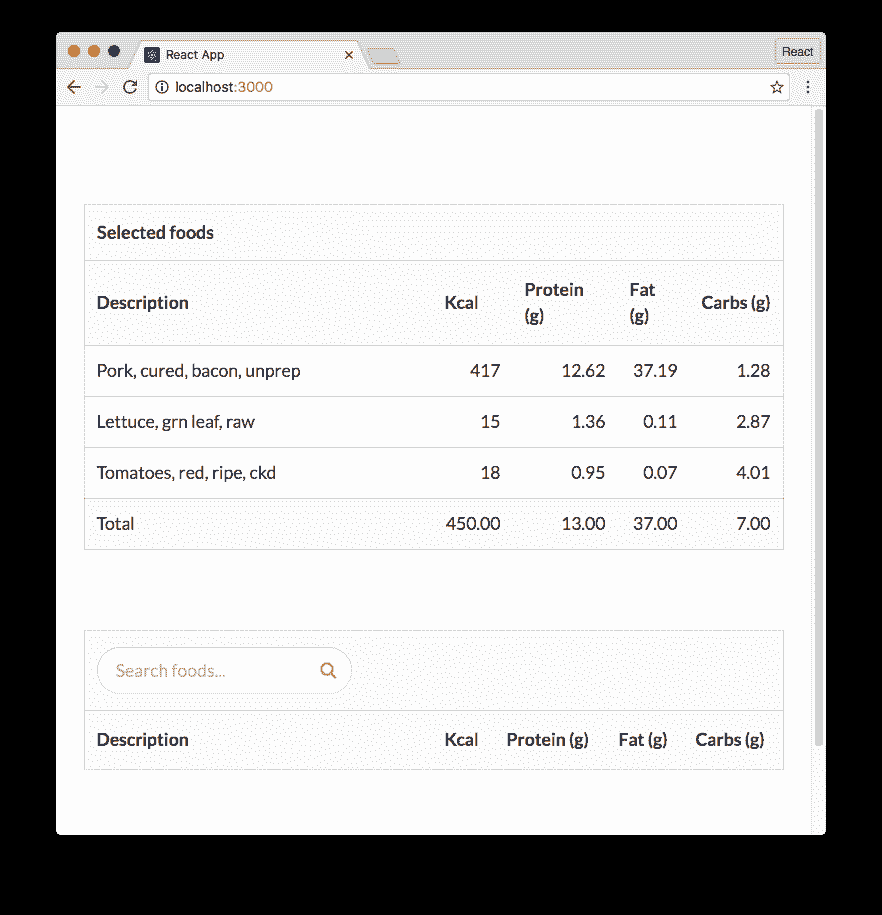 React App
React
localhost:3000
Selected foods
Description Kcal Protein (g) Fat (g) Carbs (g)
Pork, cured, bacon, unprep 417 12.62 37.19 1.28
Lettuce, grn leaf, raw 15 1.36 0.11 2.87
Tomatoes, red, ripe, ckd 18 0.95 0.07 4.01
Total 450.00 13.00 37.00 7.00
Search foods...
Description Kcal Protein (g) Fat (g) Carbs (g)